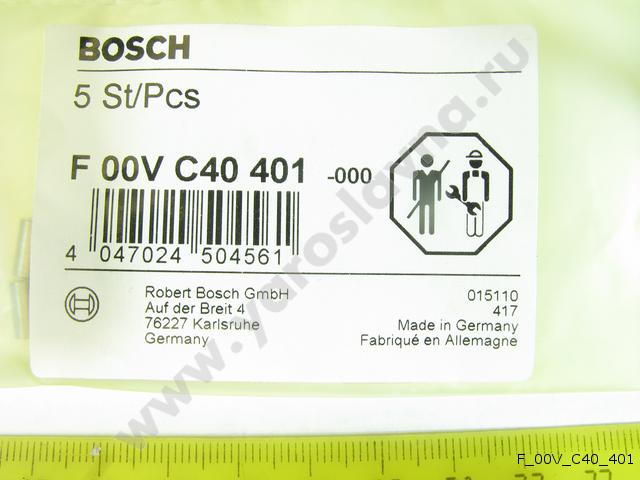 BOSCH
5 St/Pcs
F 00V C40 401 -000
4 047024 504561
Robert Bosch GmbH
Auf der Breit 4
76227 Karlsruhe
Germany
015110
417
Made in Germany
Fabriqué en Allemagne
© www.yaroslavna.ru
F_00V_C40_401